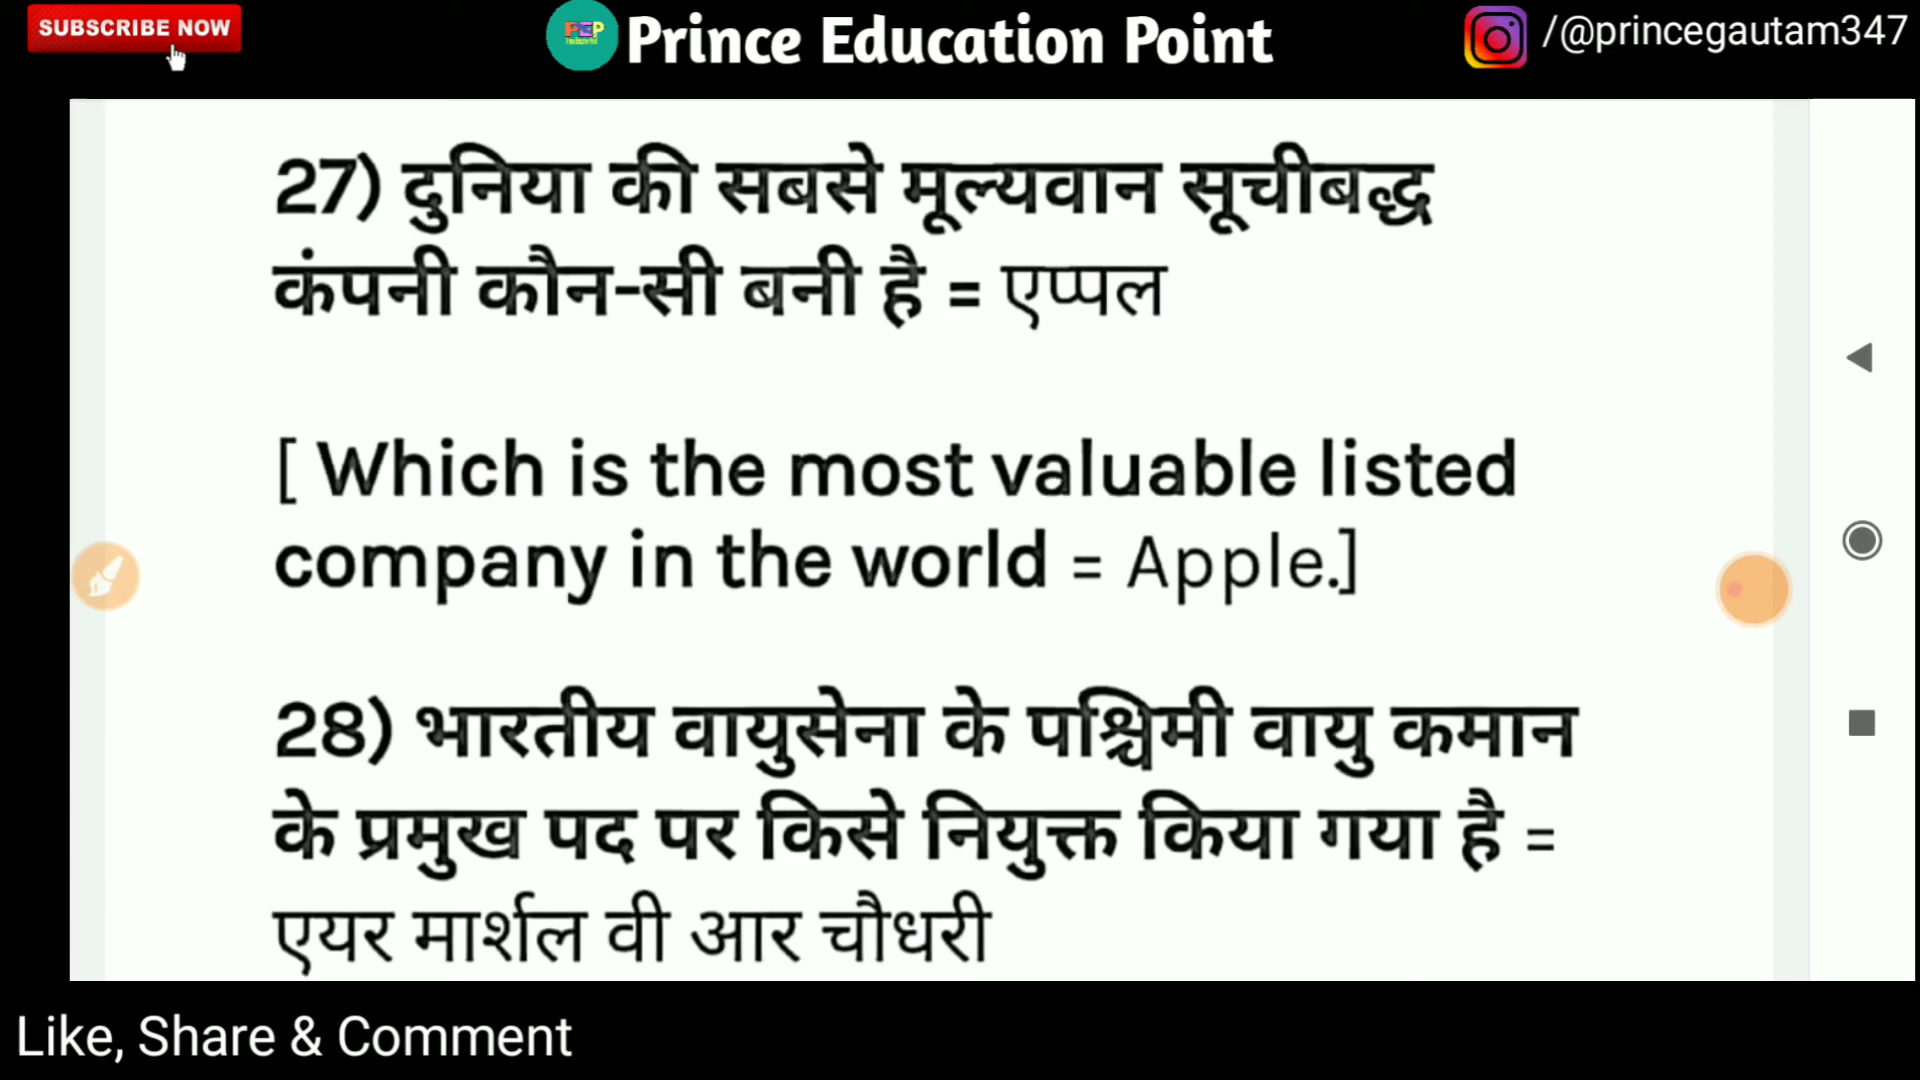 SUBSCRIBE NOW
PEP
Prince Education Point
/@princegautam347
27) दुनिया की सबसे मूल्यवान सूचीबद्ध
कंपनी कौन-सी बनी है = एप्पल
[ Which is the most valuable listed
company in the world = Apple.]
28) भारतीय वायुसेना के पश्चिमी वायु कमान
के प्रमुख पद पर किसे नियुक्त किया गया है =
एयर मार्शल वी आर चौधरी
Like, Share & Comment